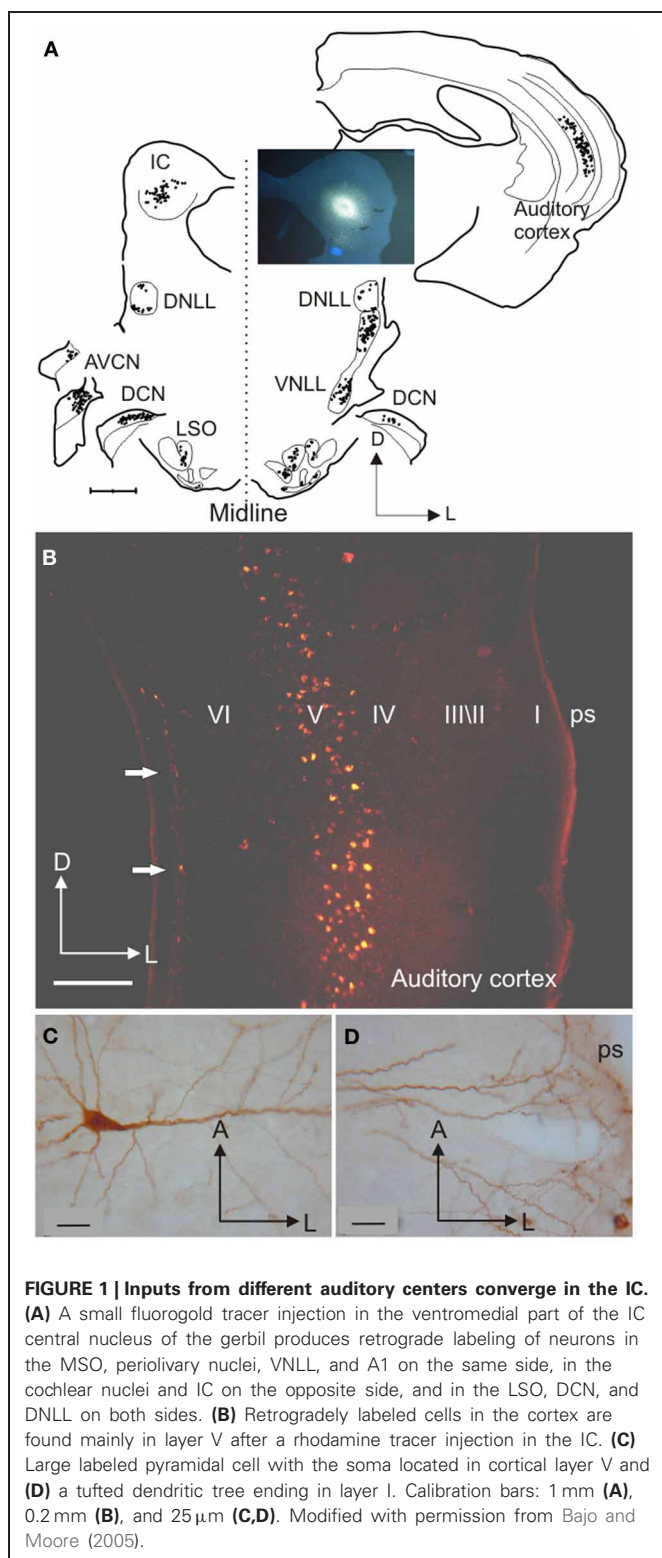 A
IC
Auditory
cortex
DNLL
DNLL
AVCN
VNLL
DCN
DCN
LSO
D
L
Midline
B
VI
V
IV
III\II
I
ps
D
L
Auditory cortex
C
A
L
D
ps
A
L
FIGURE 1 | Inputs from different auditory centers converge in the IC.
(A) A small fluorogold tracer injection in the ventromedial part of the IC
central nucleus of the gerbil produces retrograde labeling of neurons in
the MSO, periolivary nuclei, VNLL, and A1 on the same side, in the
cochlear nuclei and IC on the opposite side, and in the LSO, DCN, and
DNLL on both sides. (B) Retrogradely labeled cells in the cortex are
found mainly in layer V after a rhodamine tracer injection in the IC. (C)
Large labeled pyramidal cell with the soma located in cortical layer V and
(D) a tufted dendritic tree ending in layer I. Calibration bars: 1 mm (A),
0.2 mm (B), and 25 μm (C,D). Modified with permission from Bajo and
Moore (2005).